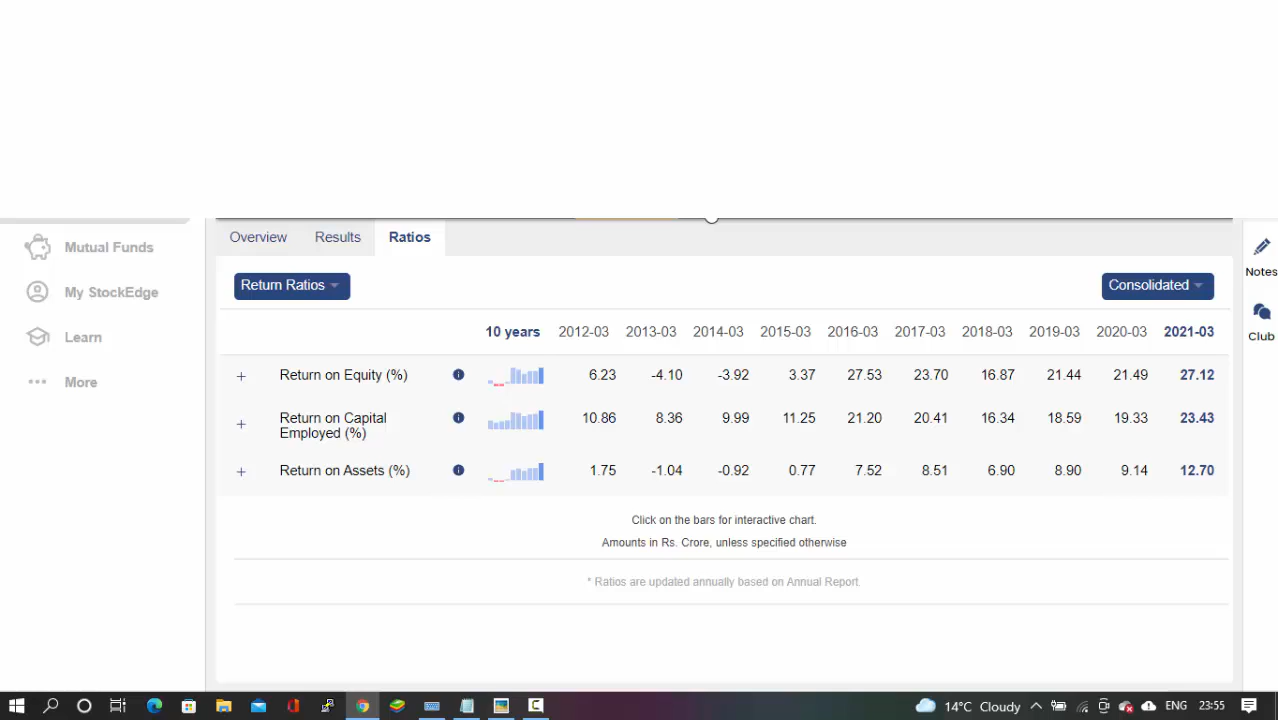 Overview Results Ratios
Mutual Funds
My StockEdge
Learn
More
Notes
Club
Return Ratios Consolidated
10 years 2012-03 2013-03 2014-03 2015-03 2016-03 2017-03 2018-03 2019-03 2020-03 2021-03
+ Return on Equity (%) 6.23 -4.10 -3.92 3.37 27.53 23.70 16.87 21.44 21.49 27.12
+ Return on Capital Employed (%) 10.86 8.36 9.99 11.25 21.20 20.41 16.34 18.59 19.33 23.43
+ Return on Assets (%) 1.75 -1.04 -0.92 0.77 7.52 8.51 6.90 8.90 9.14 12.70
Click on the bars for interactive chart.
Amounts in Rs. Crore, unless specified otherwise
* Ratios are updated annually based on Annual Report
14°C Cloudy ENG 23:55